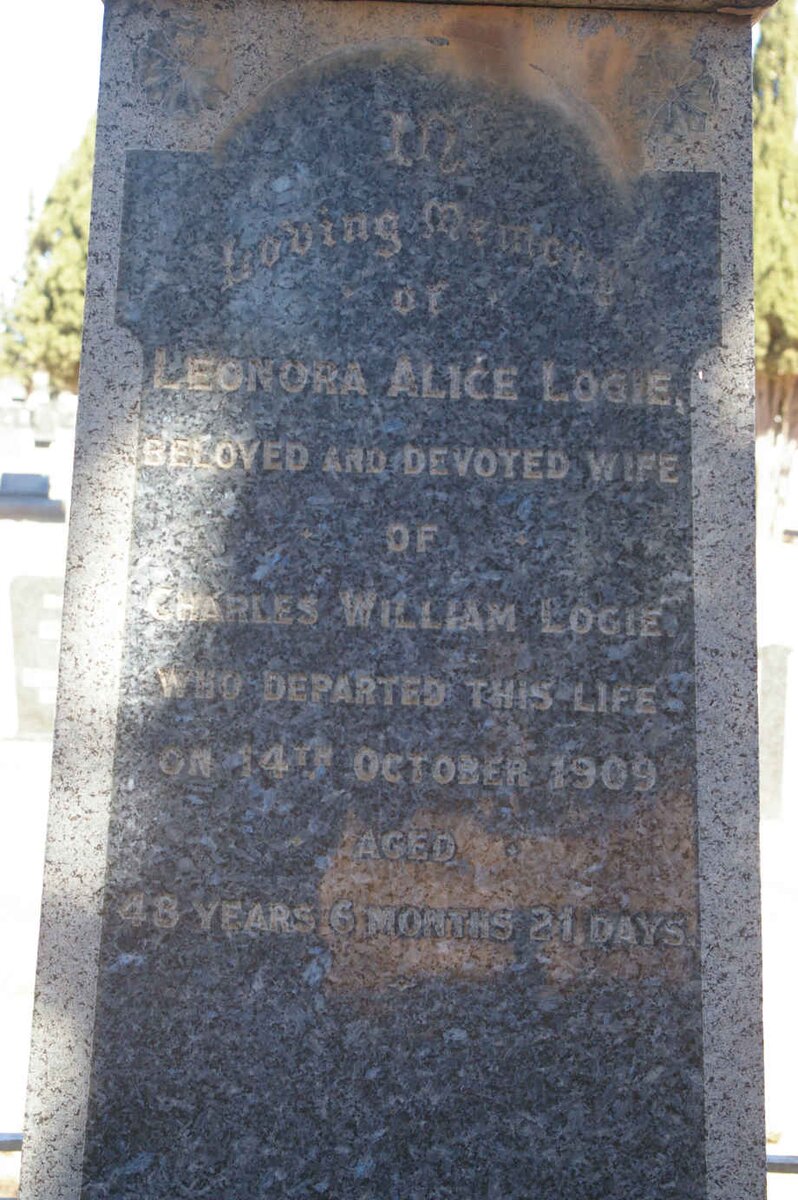 In
Loving Memory
of
LEONORA ALICE LOGIE,
BELOVED AND DEVOTED WIFE
OF
CHARLES WILLIAM LOGIE,
WHO DEPARTED THIS LIFE
ON 14TH OCTOBER 1909
AGED
48 YEARS 6 MONTHS 21 DAYS.